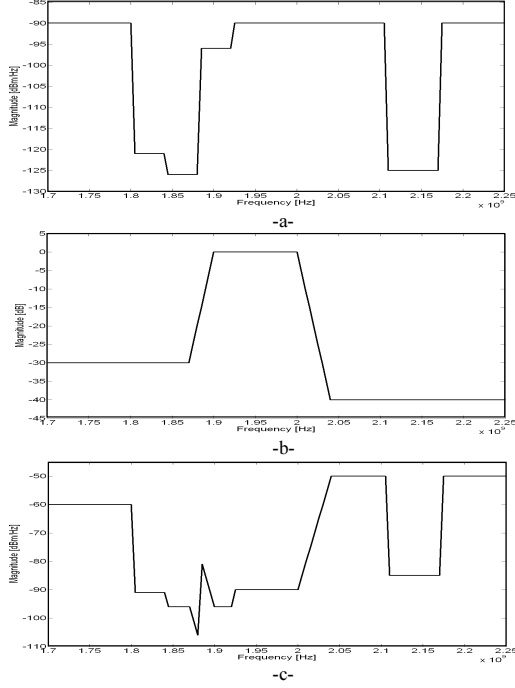 -85
-90
-95
-100
-105
-110
-115
-120
-125
-130
Magnitude [dBm/Hz]
1.7 1.75 1.8 1.85 1.9 1.95 2 2.05 2.1 2.15 2.2 2.25
Frequency [Hz]
x 10⁹
-a-
5
0
-5
-10
-15
-20
-25
-30
-35
-40
-45
Magnitude [dB]
1.7 1.75 1.8 1.85 1.9 1.95 2 2.05 2.1 2.15 2.2 2.25
Frequency [Hz]
x 10⁹
-b-
-50
-60
-70
-80
-90
-100
-110
Magnitude [dBm/Hz]
1.7 1.75 1.8 1.85 1.9 1.95 2 2.05 2.1 2.15 2.2 2.25
Frequency [Hz]
x 10⁹
-c-